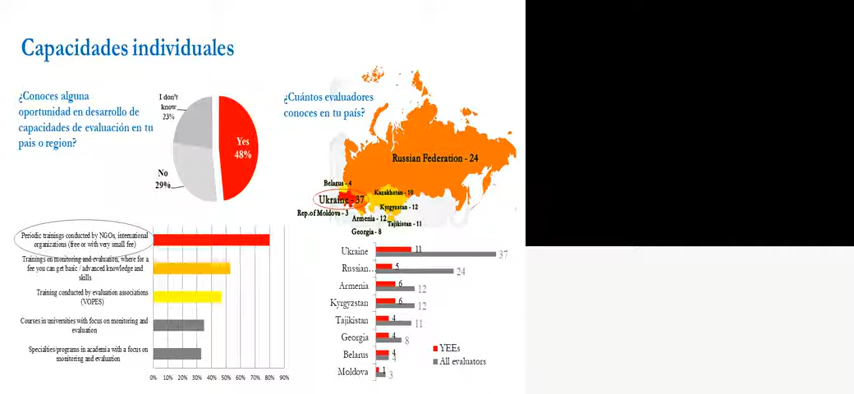 Capacidades individuales
¿Conoces alguna
oportunidad en desarrollo de
capacidades de evaluación en tu
pais o region?
I don't
know
23%
Yes
48%
No
29%
¿Cuántos evaluadores
conoces en tu país?
Russian Federation - 24
Belarus - 4
Kazakhstan - 10
Ukraine - 37
Kyrgyzstan - 12
Rep.of Moldova - 3
Armenia - 12
Tajikistan - 11
Georgia - 8
Periodic trainings conducted by NGOs, international
organizations (free or with very small fee)
Trainings on monitoring and evaluation, where for a
fee you can get basic / advanced knowledge and
skills
Training conducted by evaluation associations
(VOPES)
Courses in universities with focus on monitoring and
evaluation
Specialties/programs in academia with a focus on
monitoring and evaluation
0% 10% 20% 30% 40% 50% 60% 70% 80% 90%
Ukraine 11 37
Russian... 5 24
Armenia 6 12
Kyrgyzstan 6 12
Tajikistan 4 11
Georgia 4 8
Belarus 4 4
Moldova 1 3
YEEs
All evaluators